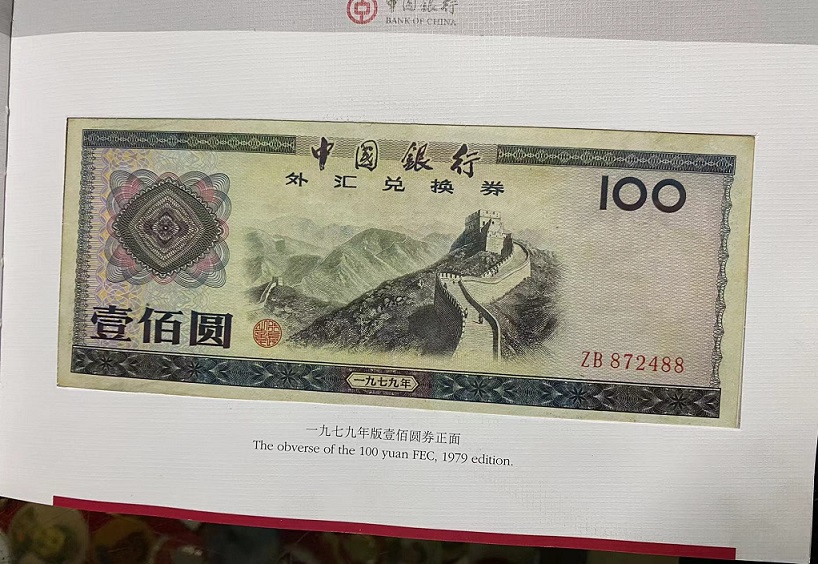 中国银行
BANK OF CHINA
中國銀行
外汇兑换券
100
壹佰圆
ZB 872488
一九七九年
一九七九年版壹佰圆券正面
The obverse of the 100 yuan FEC, 1979 edition.